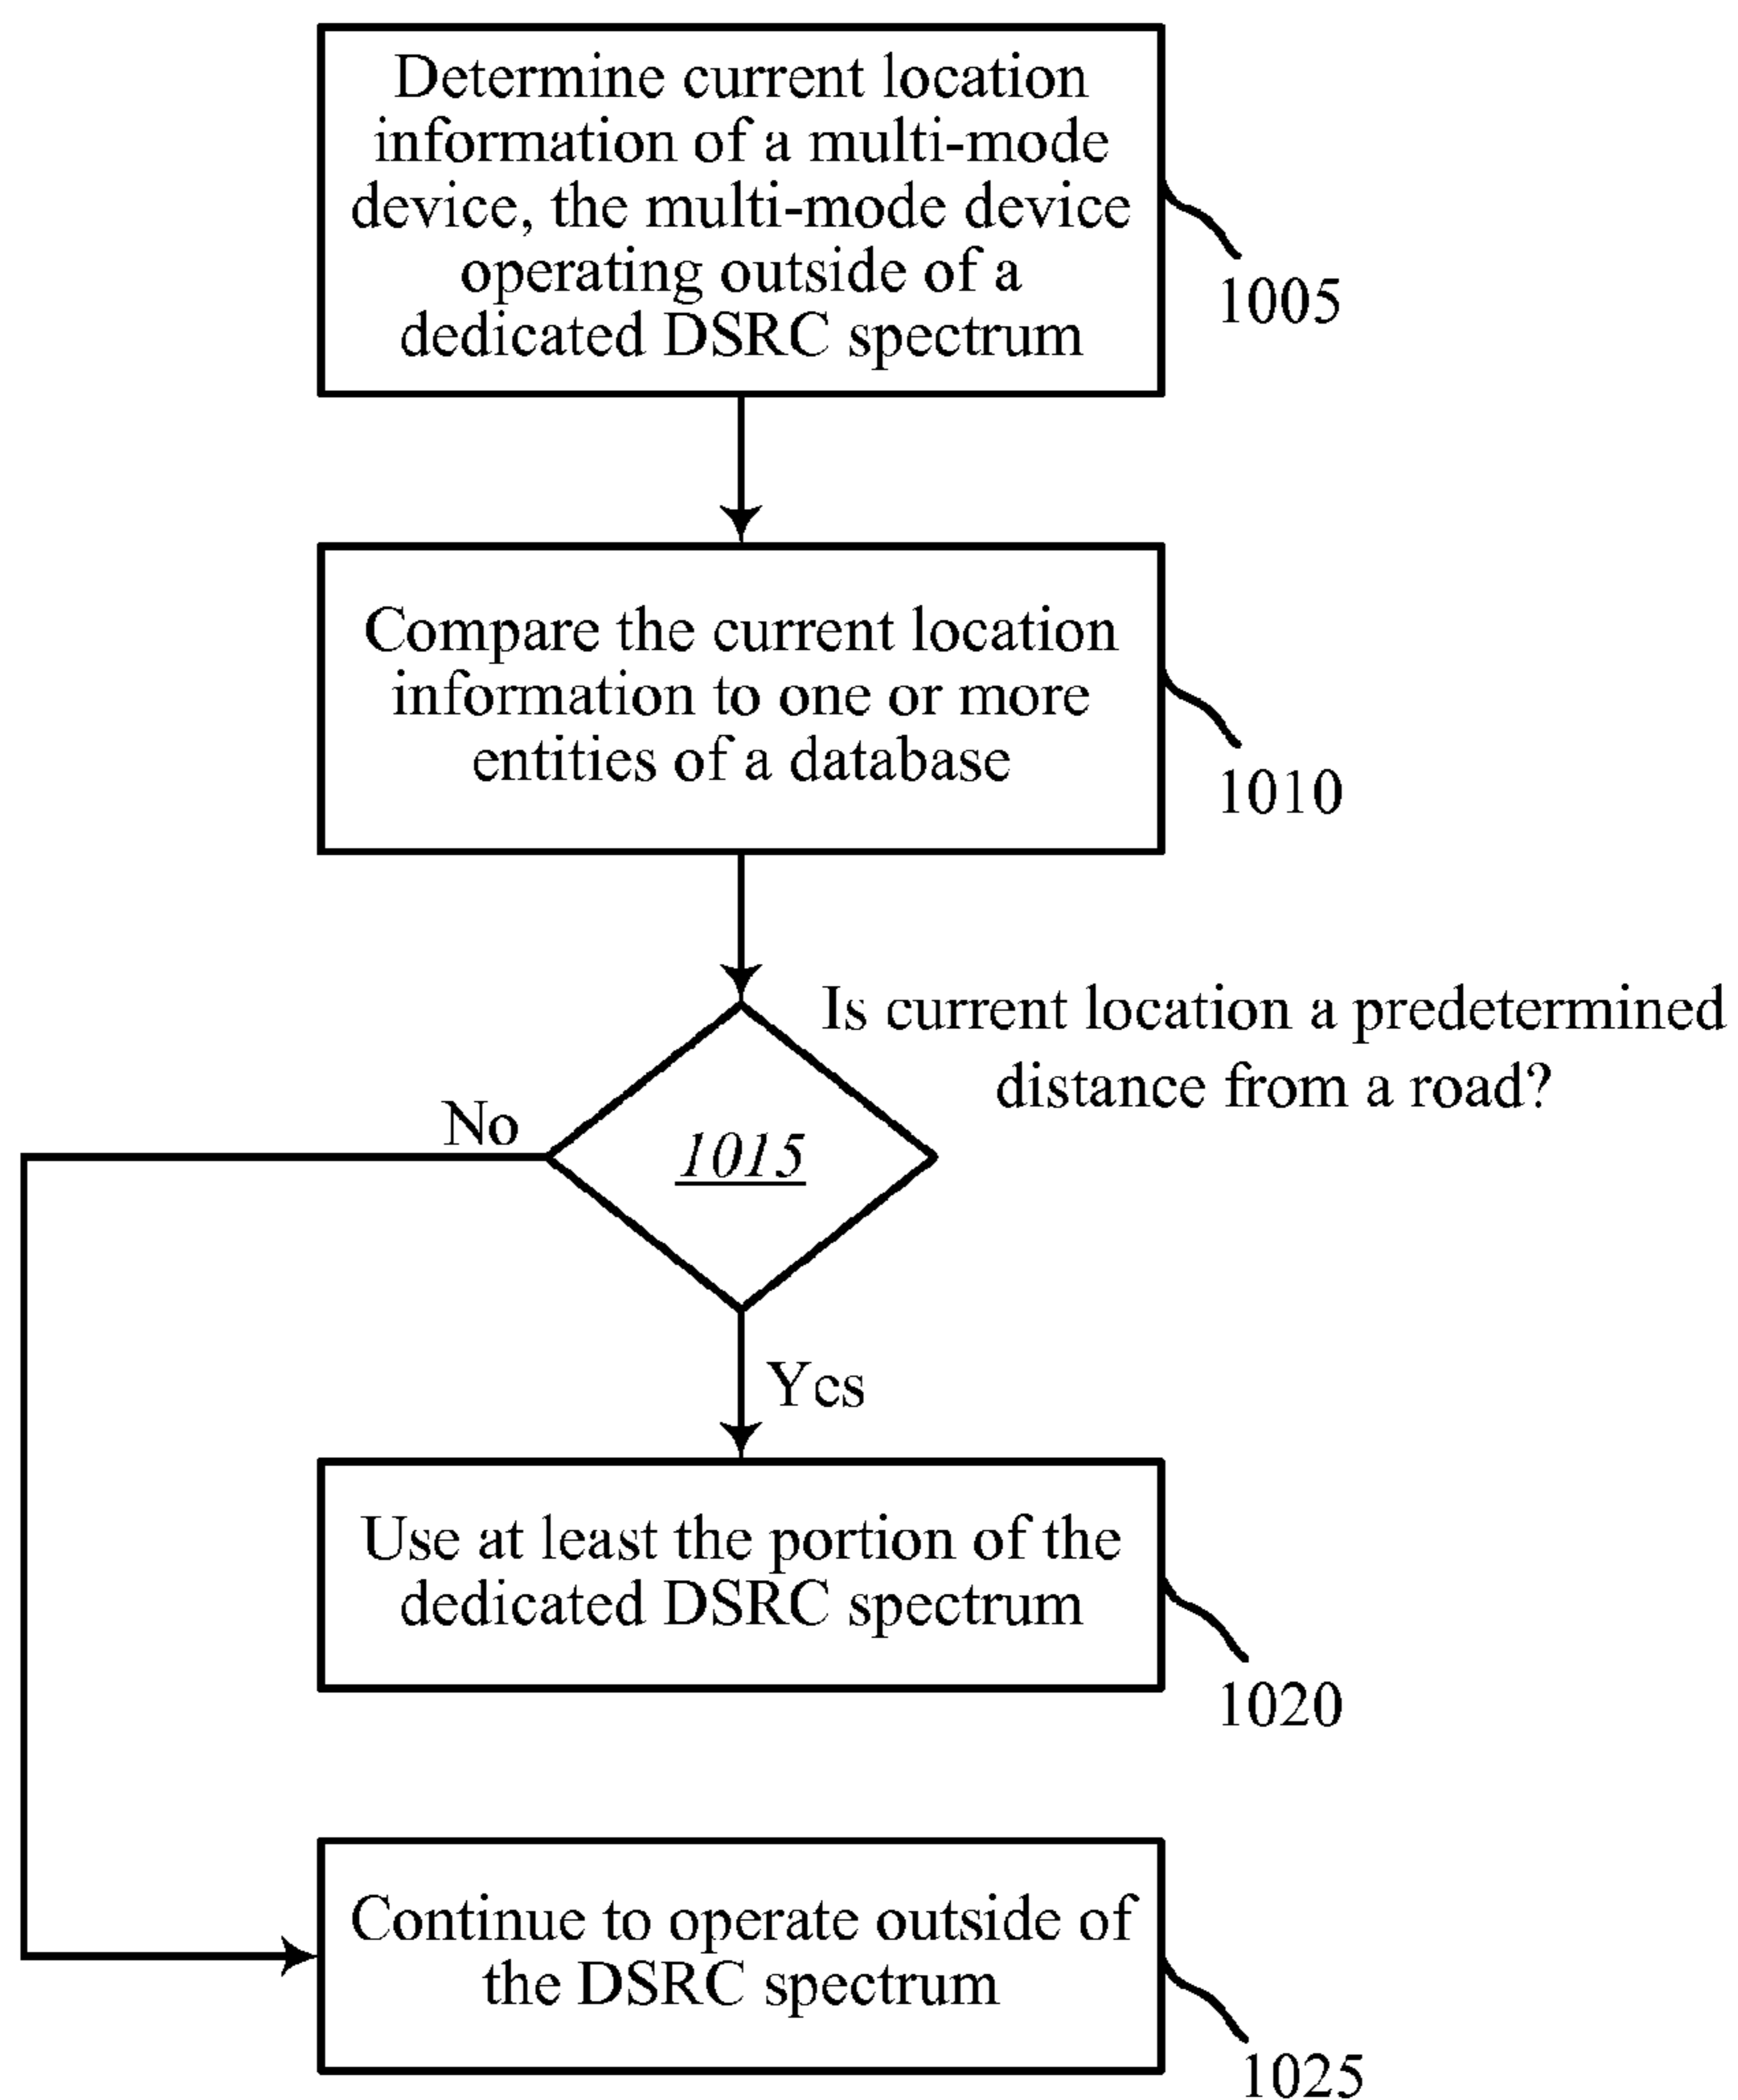 Determine current location
information of a multi-mode
device, the multi-mode device
operating outside of a
dedicated DSRC spectrum
1005
Compare the current location
information to one or more
entities of a database
1010
Is current location a predetermined
distance from a road?
No
1015
Yes
Use at least the portion of the
dedicated DSRC spectrum
1020
Continue to operate outside of
the DSRC spectrum
1025